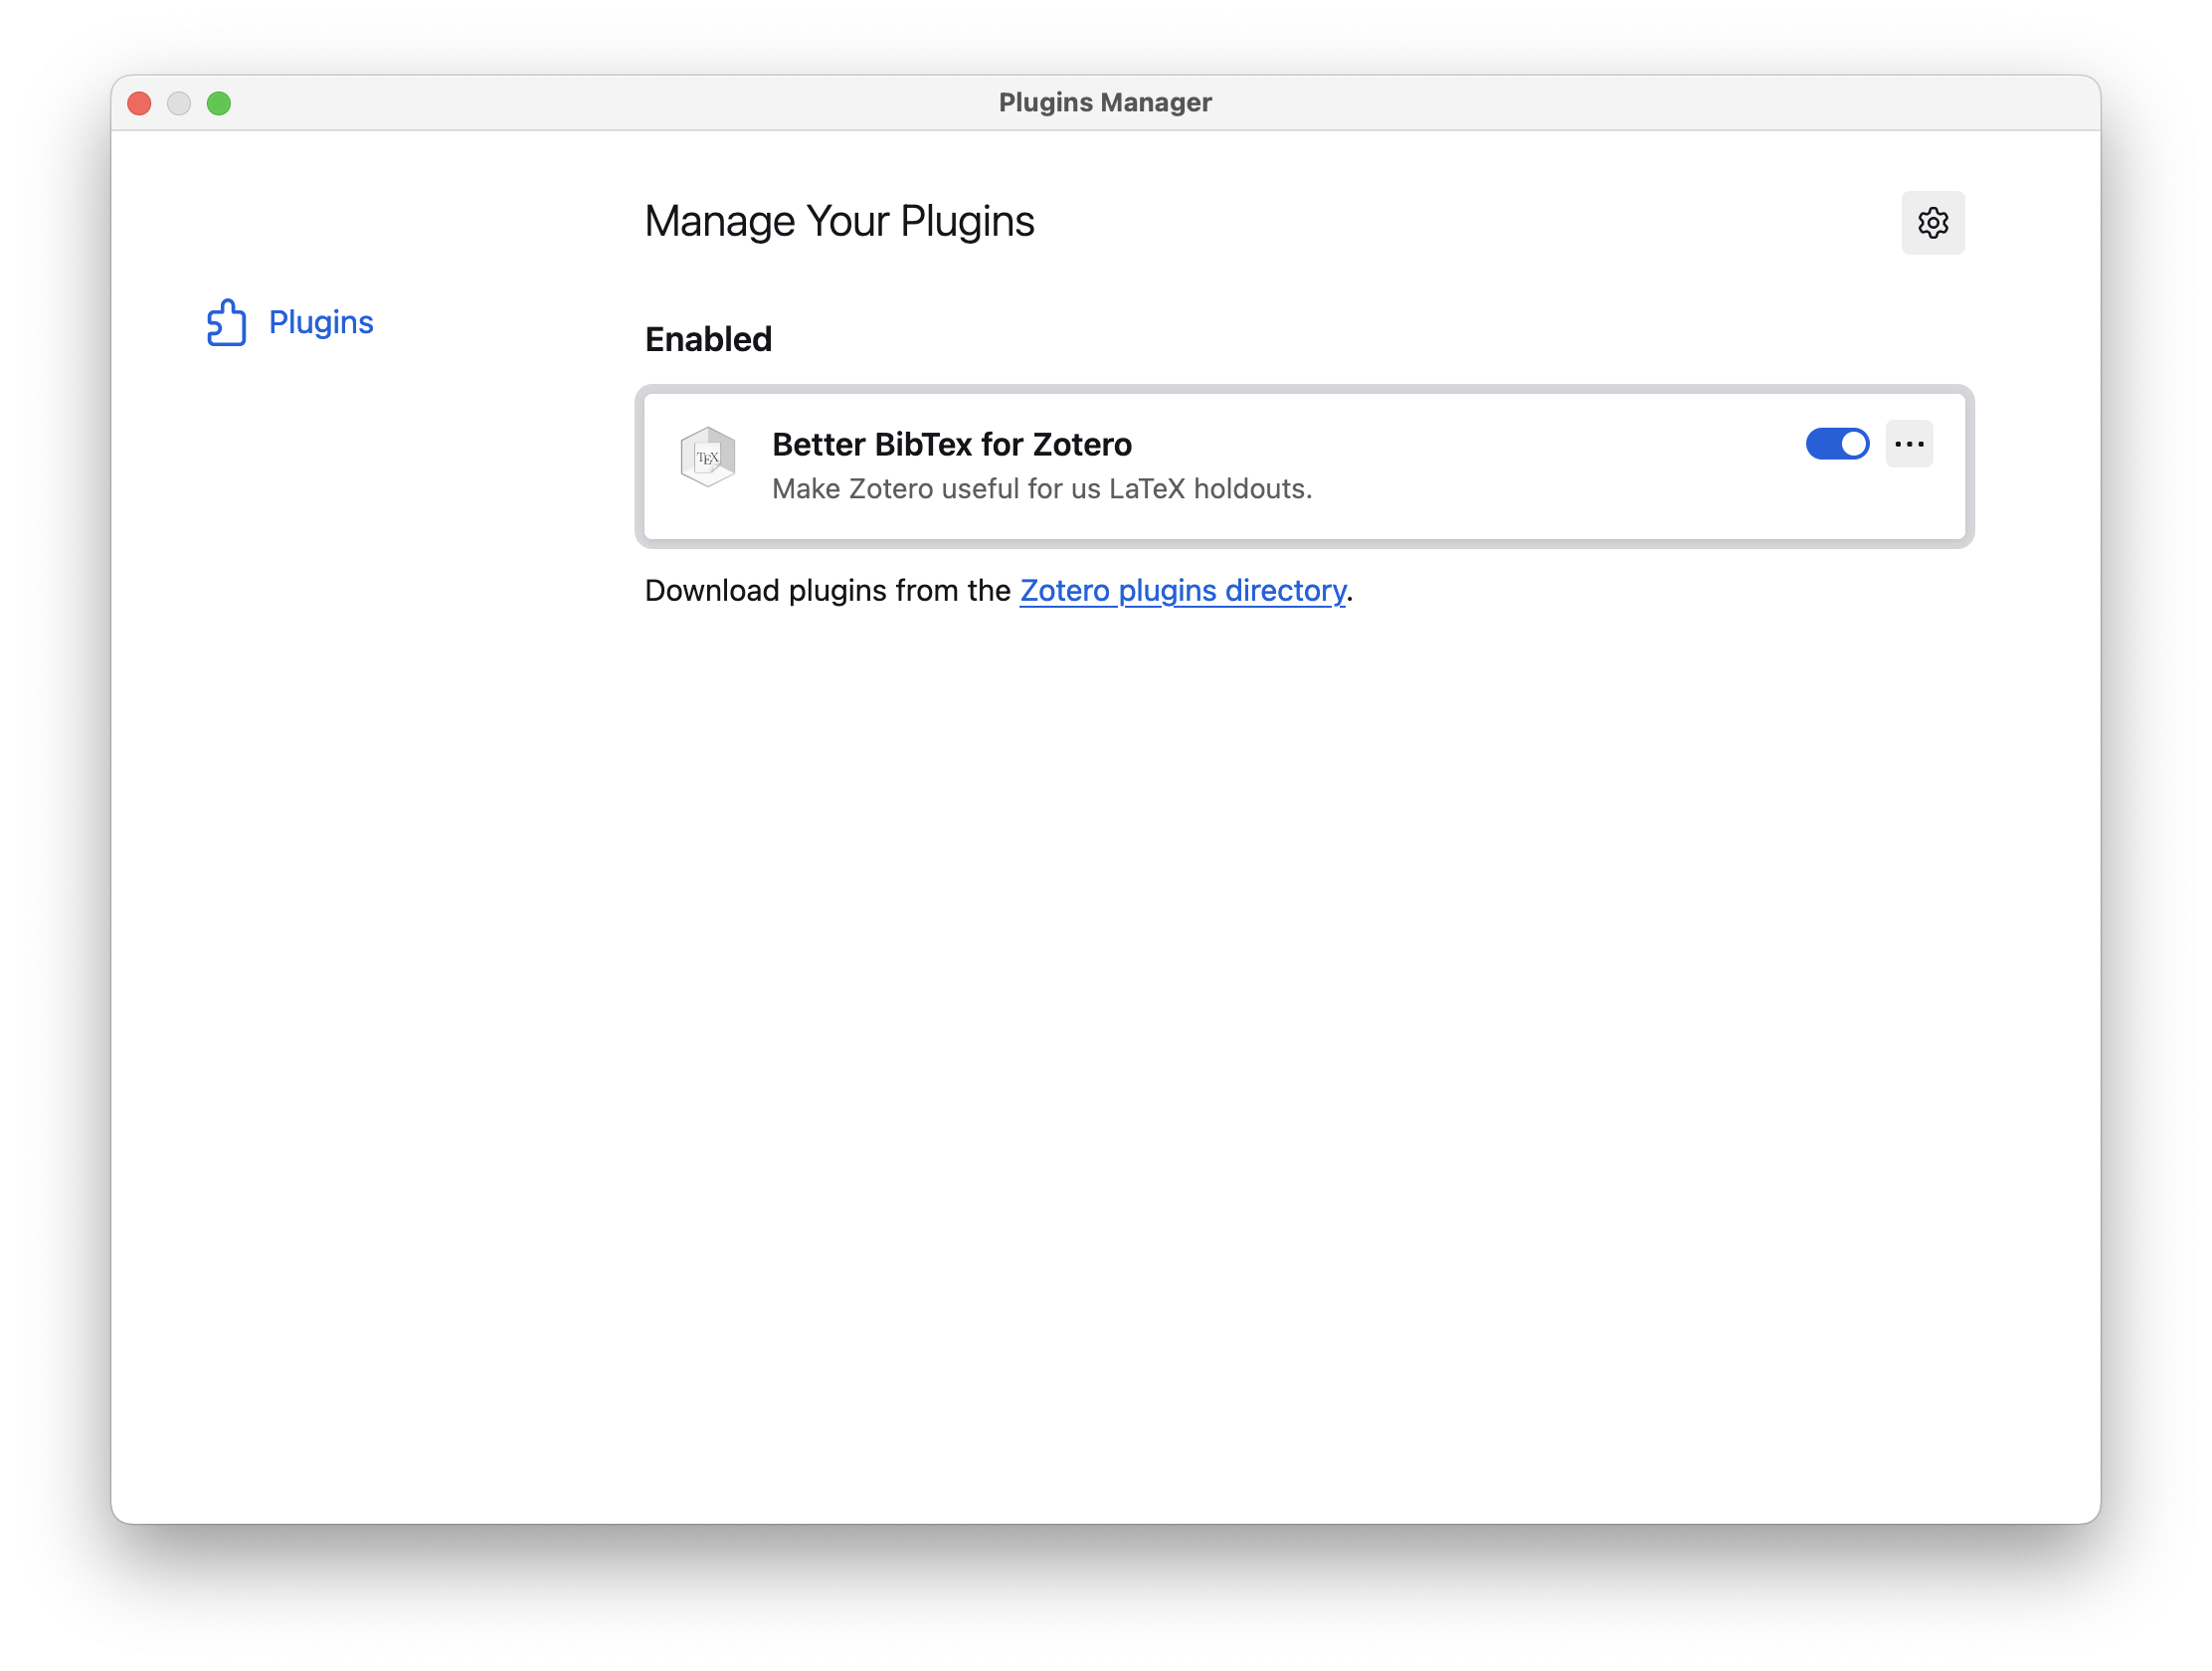 Plugins Manager
Manage Your Plugins
Plugins
Enabled
TEX
Better BibTex for Zotero
Make Zotero useful for us LaTeX holdouts.
Download plugins from the Zotero plugins directory.